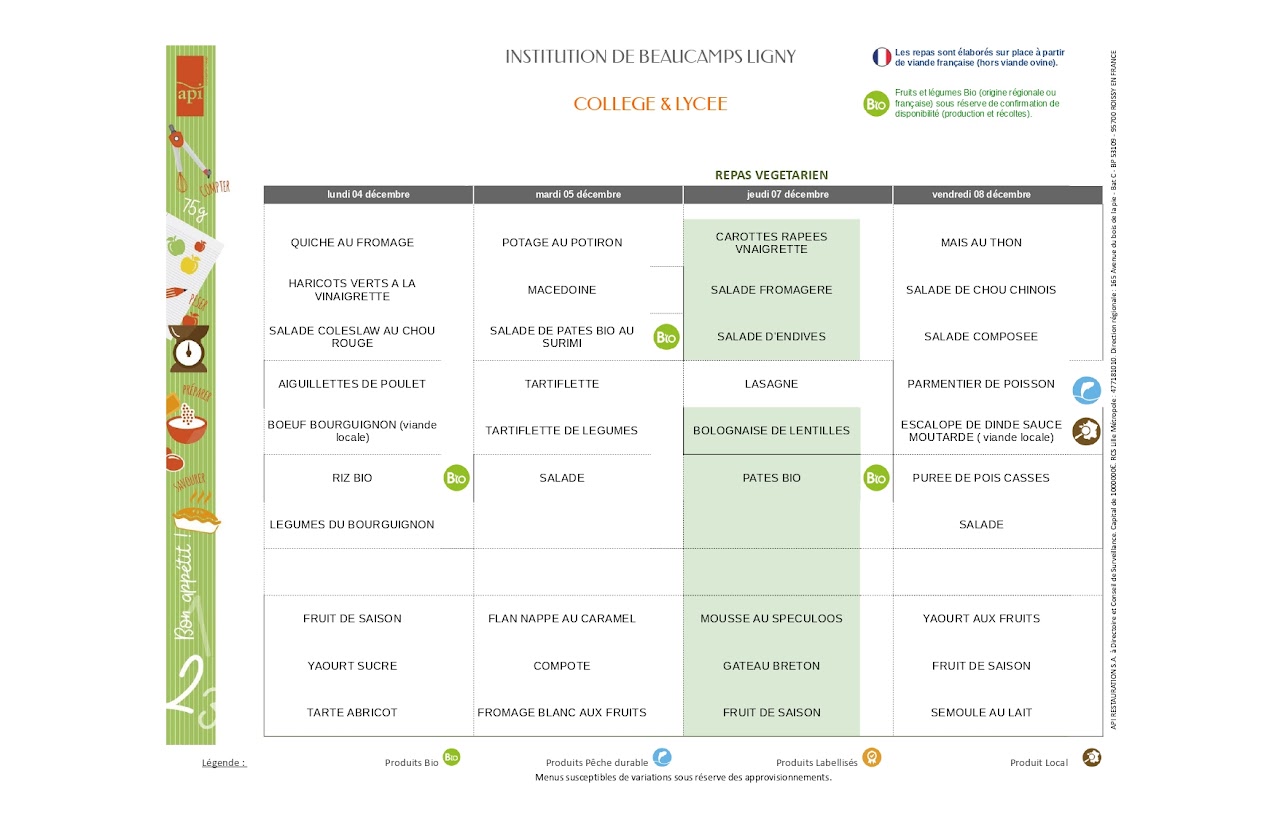 INSTITUTION DE BEAUCAMPS LIGNY
COLLEGE & LYCEE
Les repas sont élaborés sur place à partir
de viande française (hors viande ovine).
BIO
Fruits et légumes Bio (origine régionale ou
française) sous réserve de confirmation de
disponibilité (production et récoltes).
api
COMPTER
75g
PESER
PRÉPARER
SAVOURER
Bon appétit !
2
3
REPAS VEGETARIEN
lundi 04 décembre
mardi 05 décembre
jeudi 07 décembre
vendredi 08 décembre
QUICHE AU FROMAGE
POTAGE AU POTIRON
CAROTTES RAPEES
VNAIGRETTE
MAIS AU THON
HARICOTS VERTS A LA
VINAIGRETTE
MACEDOINE
SALADE FROMAGERE
SALADE DE CHOU CHINOIS
SALADE COLESLAW AU CHOU
ROUGE
SALADE DE PATES BIO AU
SURIMI
BIO
SALADE D'ENDIVES
SALADE COMPOSEE
AIGUILLETTES DE POULET
TARTIFLETTE
LASAGNE
PARMENTIER DE POISSON
BOEUF BOURGUIGNON (viande
locale)
TARTIFLETTE DE LEGUMES
BOLOGNAISE DE LENTILLES
ESCALOPE DE DINDE SAUCE
MOUTARDE ( viande locale)
RIZ BIO
BIO
SALADE
PATES BIO
BIO
PUREE DE POIS CASSES
LEGUMES DU BOURGUIGNON
SALADE
FRUIT DE SAISON
FLAN NAPPE AU CARAMEL
MOUSSE AU SPECULOOS
YAOURT AUX FRUITS
YAOURT SUCRE
COMPOTE
GATEAU BRETON
FRUIT DE SAISON
TARTE ABRICOT
FROMAGE BLANC AUX FRUITS
FRUIT DE SAISON
SEMOULE AU LAIT
API RESTAURATION S.A. à Directoire et Conseil de Surveillance. Capital de 1000000€. RCS Lille Métropole : 477181010. Direction régionale : 165 Avenue du bois de la pie - Bat C - BP 53109 - 95700 ROISSY EN FRANCE
Légende :
Produits Bio
BIO
Produits Pêche durable
Produits Labellisés
Produit Local
Menus susceptibles de variations sous réserve des approvisionnements.